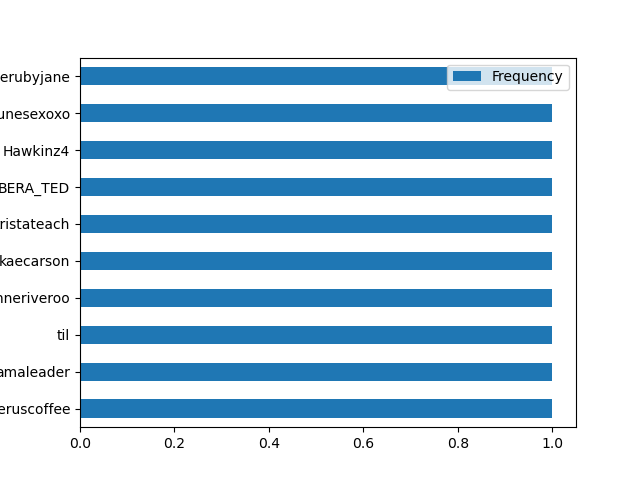 erubyjane
Frequency
unesexoxo
Hawkinz4
BERA_TED
ristateach
kaecarson
nneriveroo
til
amaleader
eruscoffee
0.0 0.2 0.4 0.6 0.8 1.0